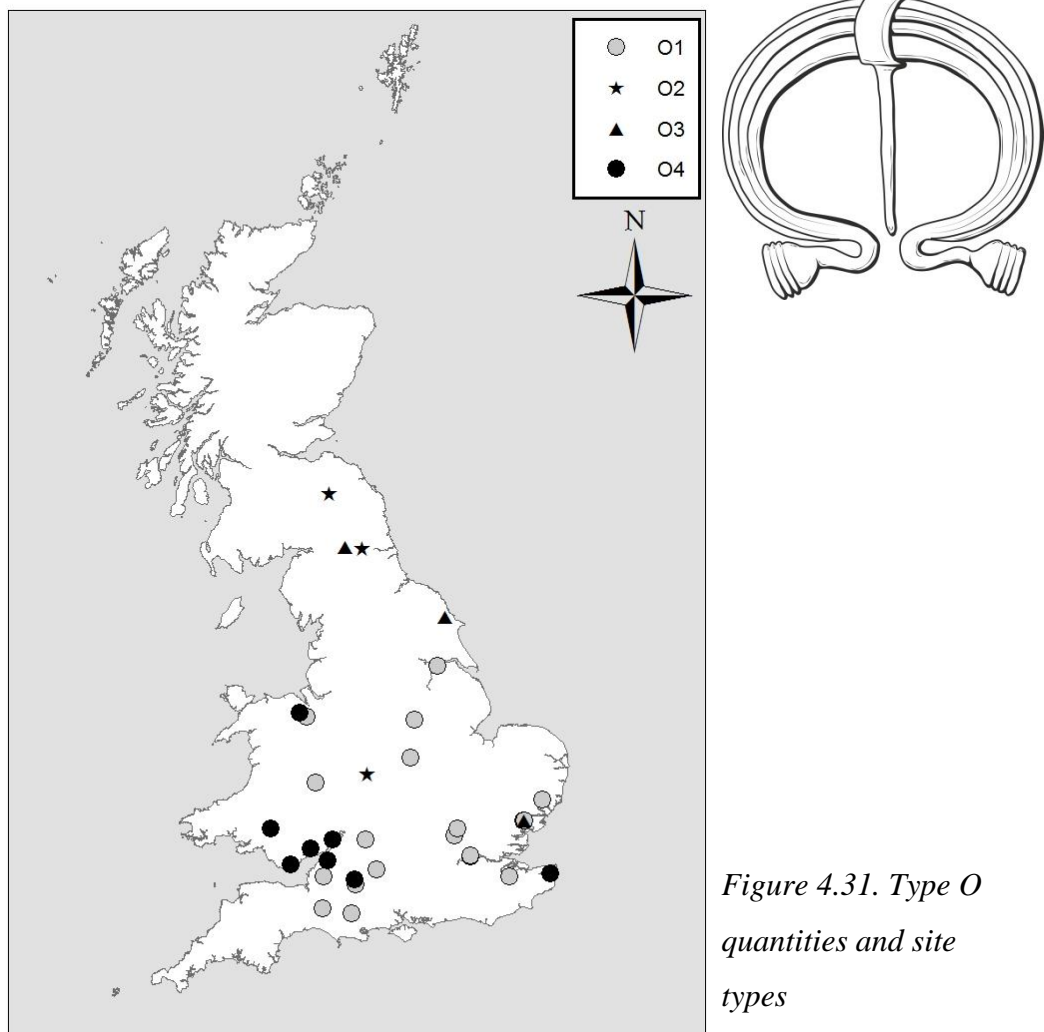 O1
O2
O3
O4
N
Figure 4.31. Type O
quantities and site
types